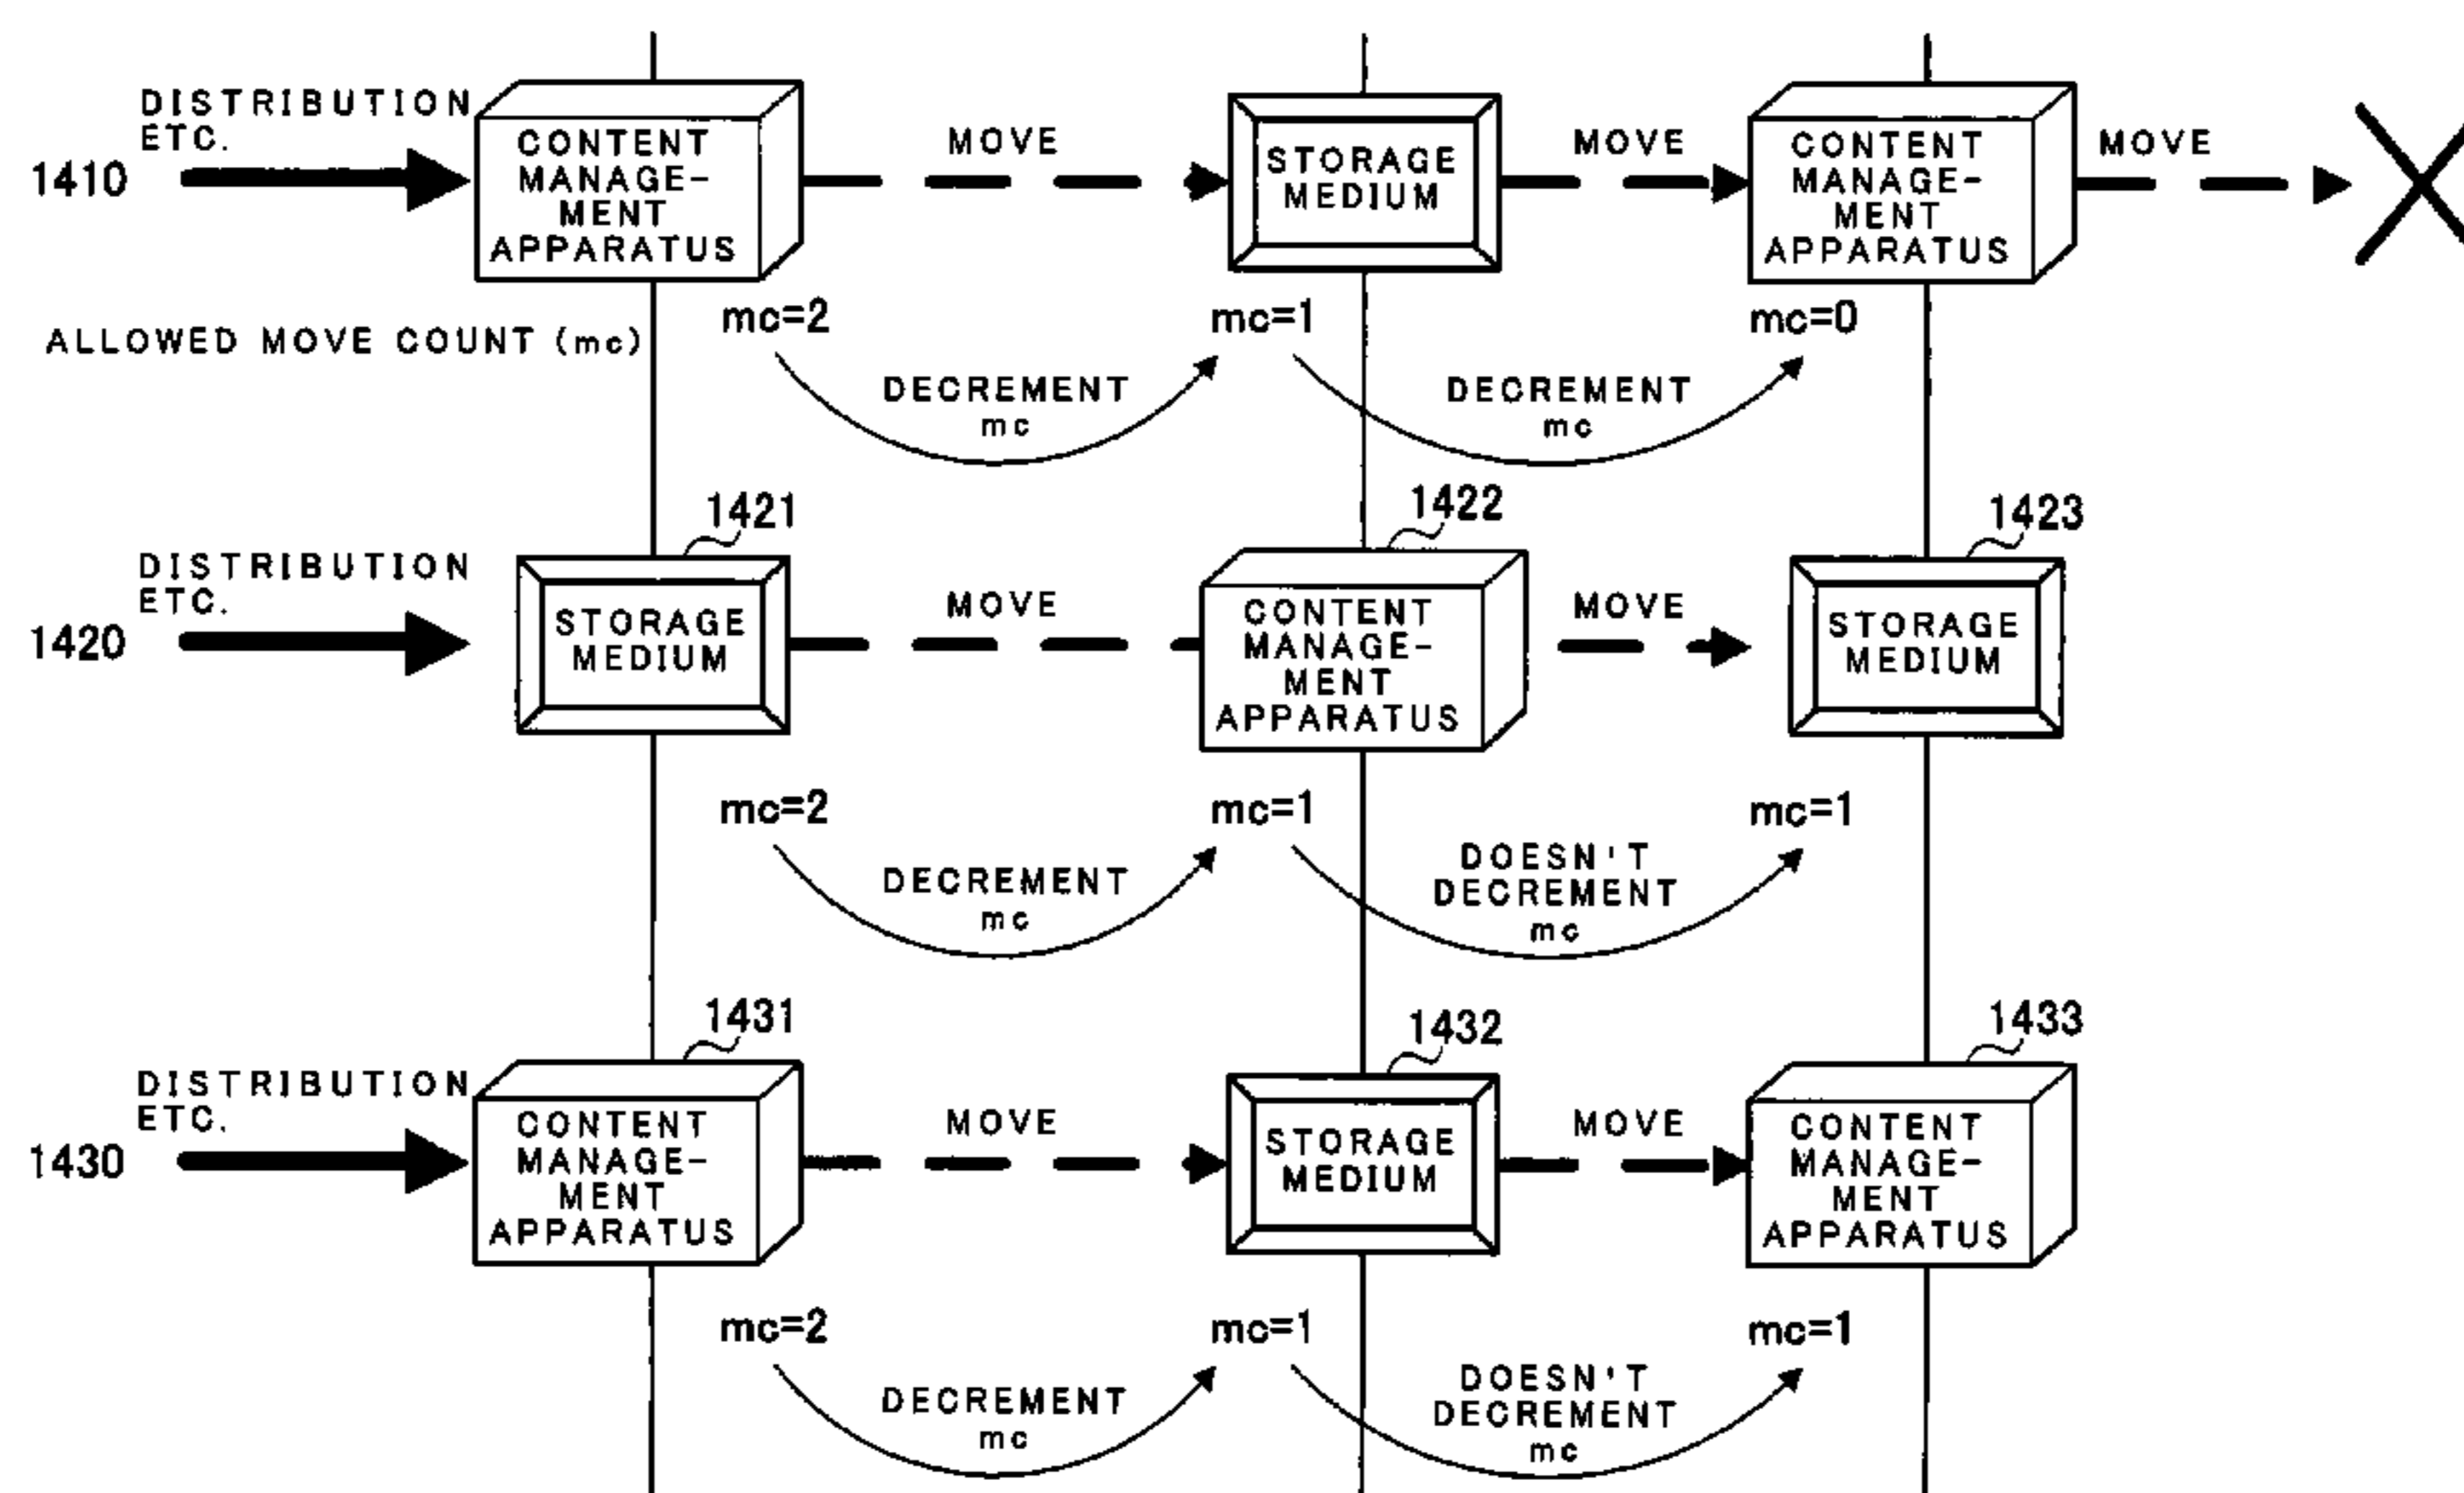 DISTRIBUTION
ETC.
1410
CONTENT
MANAGE-
MENT
APPARATUS
MOVE
STORAGE
MEDIUM
MOVE
CONTENT
MANAGE-
MENT
APPARATUS
MOVE
ALLOWED MOVE COUNT (mc)
mc=2
mc=1
mc=0
DECREMENT
mc
DECREMENT
mc
1421
1422
1423
DISTRIBUTION
ETC.
1420
STORAGE
MEDIUM
MOVE
CONTENT
MANAGE-
MENT
APPARATUS
MOVE
STORAGE
MEDIUM
mc=2
mc=1
mc=1
DECREMENT
mc
DOESN'T
DECREMENT
mc
1431
1432
1433
DISTRIBUTION
ETC.
1430
CONTENT
MANAGE-
MENT
APPARATUS
MOVE
STORAGE
MEDIUM
MOVE
CONTENT
MANAGE-
MENT
APPARATUS
mc=2
mc=1
mc=1
DECREMENT
mc
DOESN'T
DECREMENT
mc